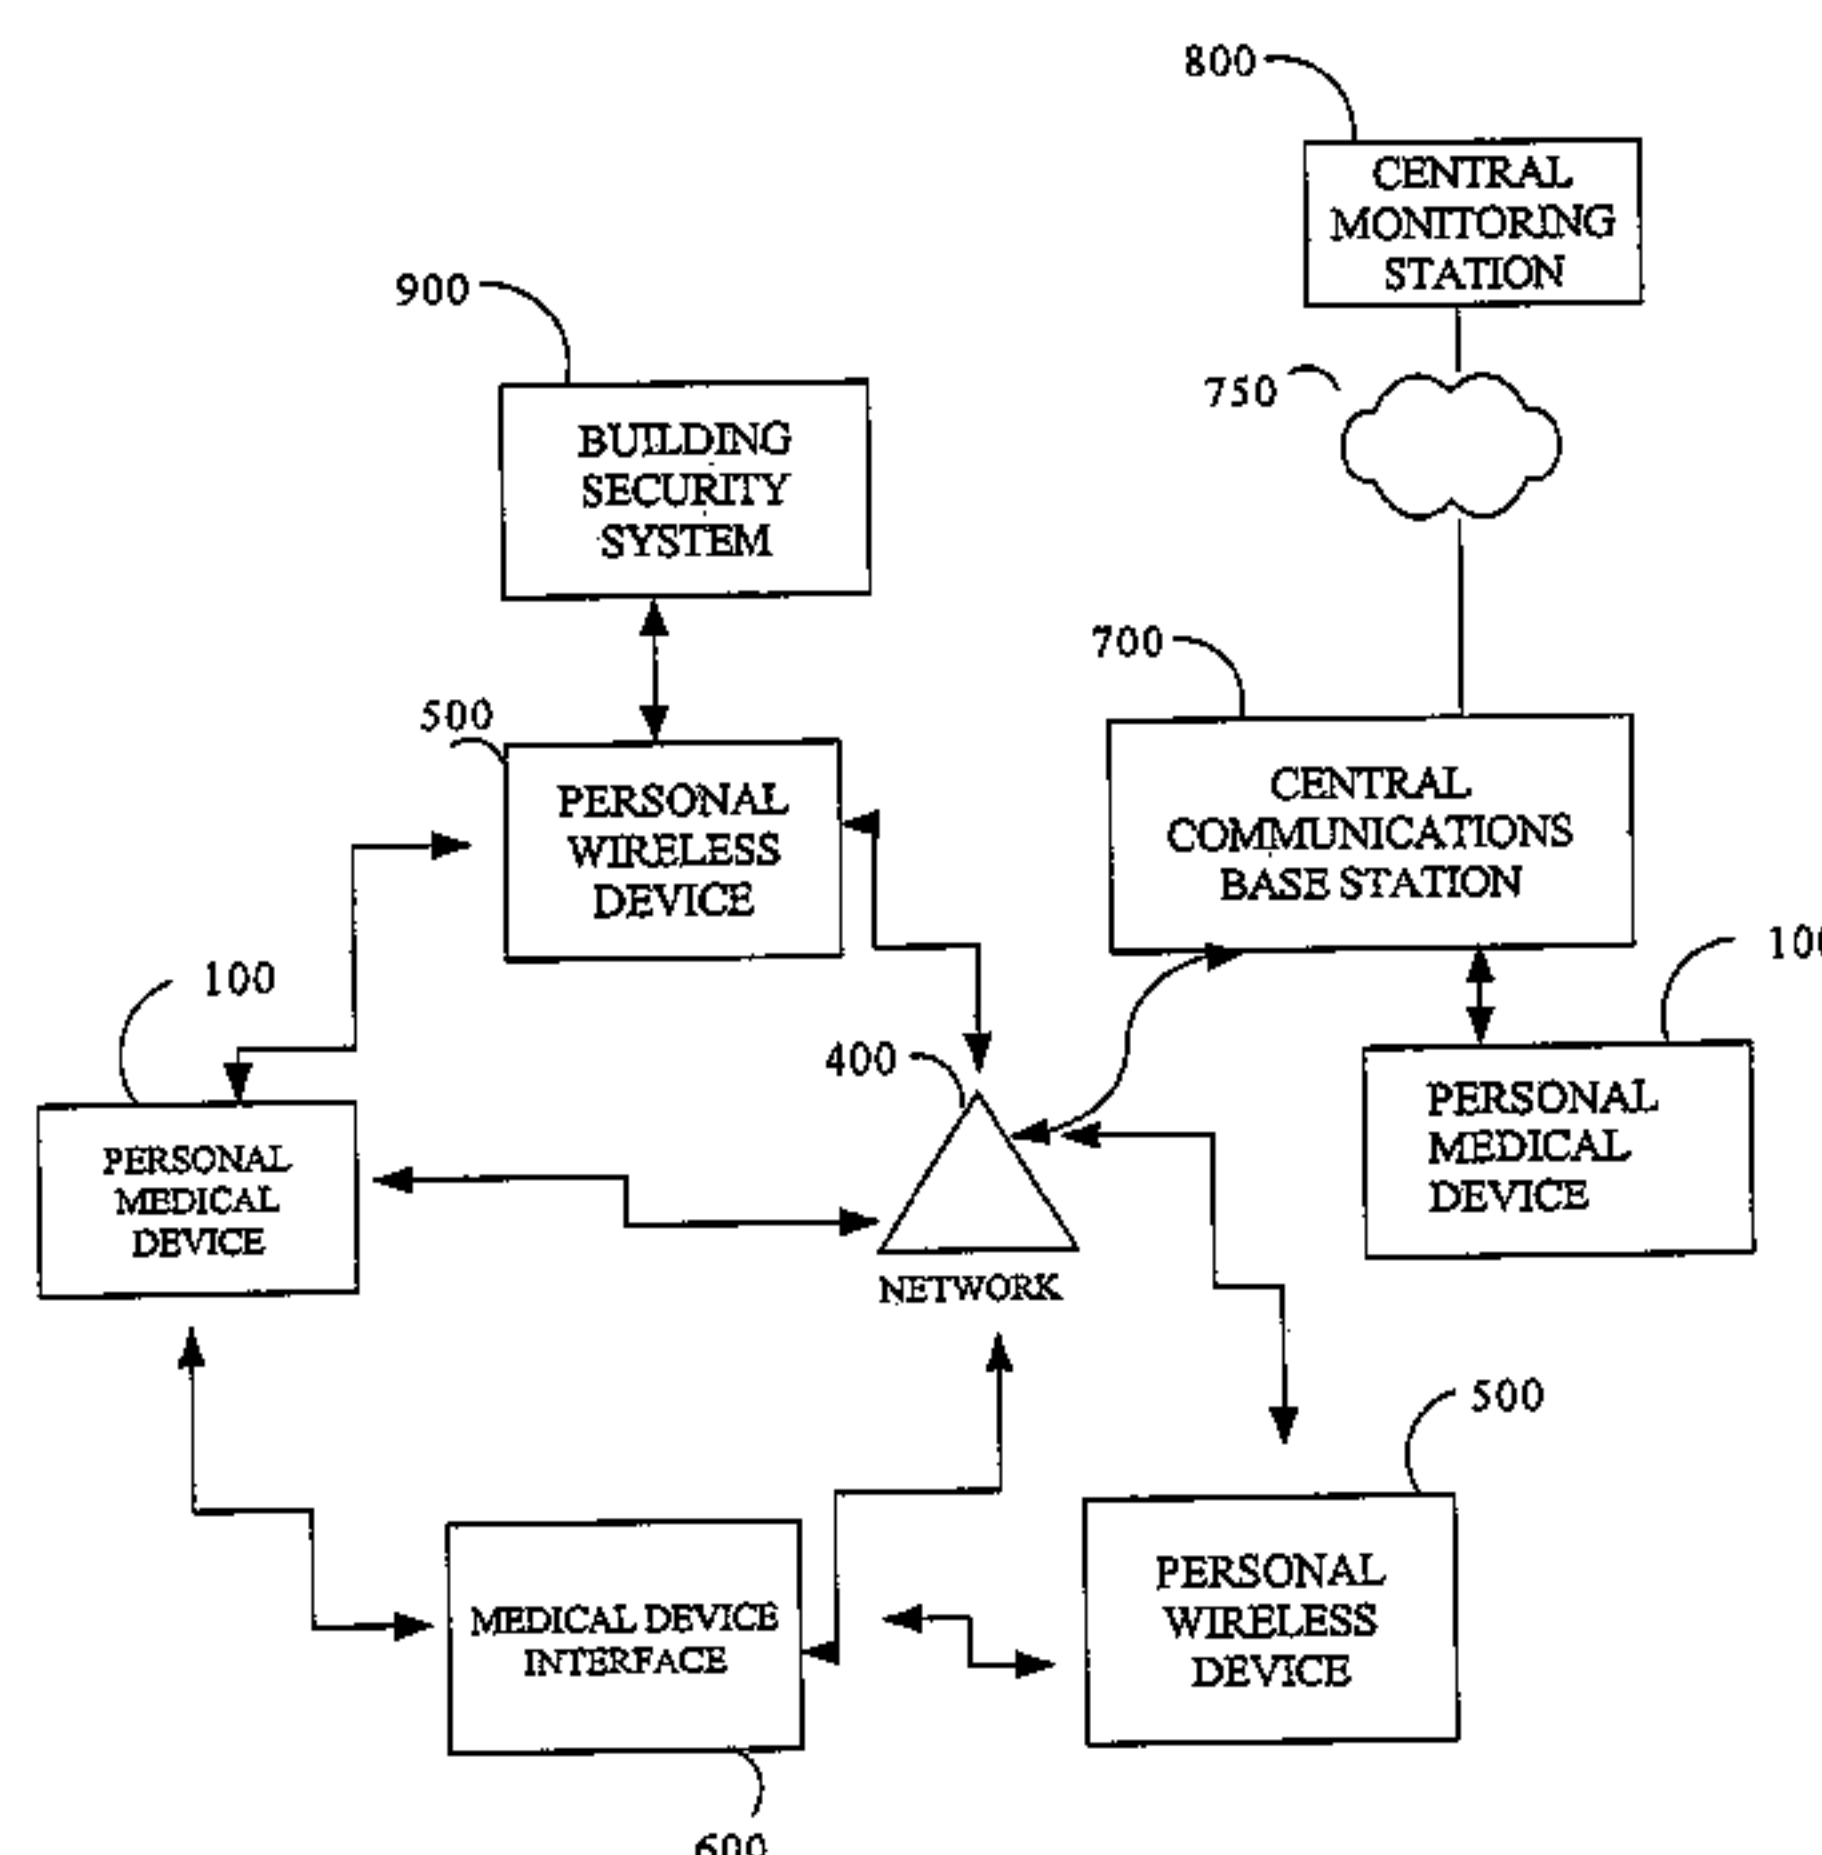 800
CENTRAL
MONITORING
STATION
900
750
BUILDING
SECURITY
SYSTEM
700
500
PERSONAL
WIRELESS
DEVICE
CENTRAL
COMMUNICATIONS
BASE STATION
100
100
400
PERSONAL
MEDICAL
DEVICE
PERSONAL
MEDICAL
DEVICE
NETWORK
500
MEDICAL DEVICE
INTERFACE
PERSONAL
WIRELESS
DEVICE
600